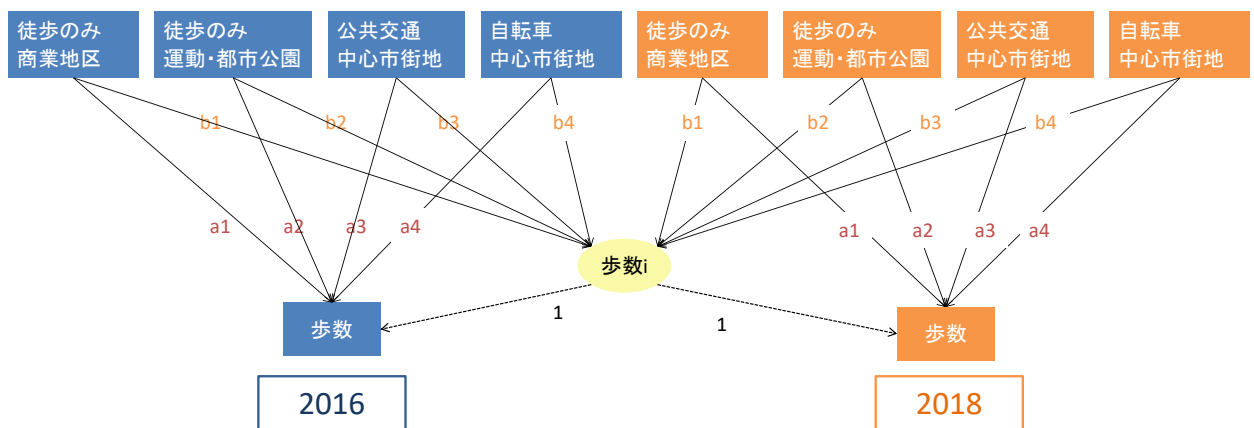 徒歩のみ
商業地区
徒歩のみ
運動・都市公園
公共交通
中心市街地
自転車
中心市街地
徒歩のみ
商業地区
徒歩のみ
運動・都市公園
公共交通
中心市街地
自転車
中心市街地
b1
b2
b3
b4
b1
b2
b3
b4
a1
a2
a3
a4
a1
a2
a3
a4
歩数i
1
1
歩数
歩数
2016
2018